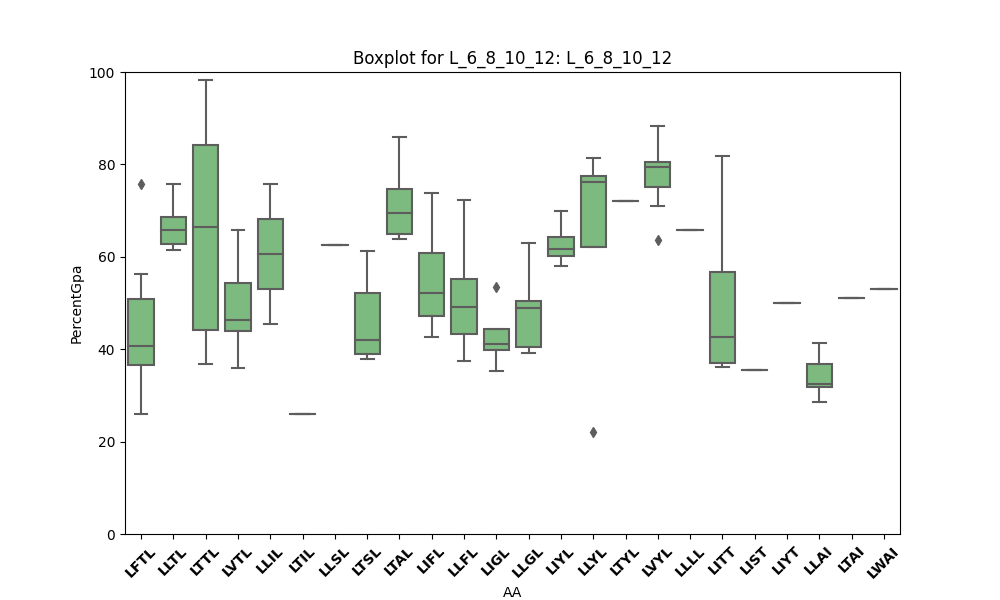 Boxplot for L_6_8_10_12: L_6_8_10_12
100
80
60
40
20
0
PercentGpa
LFTL LLTL LTTL LVTL LLIL LTIL LLSL LTSL LTAL LIFL LLFL LIGL LLGL LIYL LLYL LTYL LVYL LLLL LITT LIST LIYT LLAI LTAI LWAI
AA